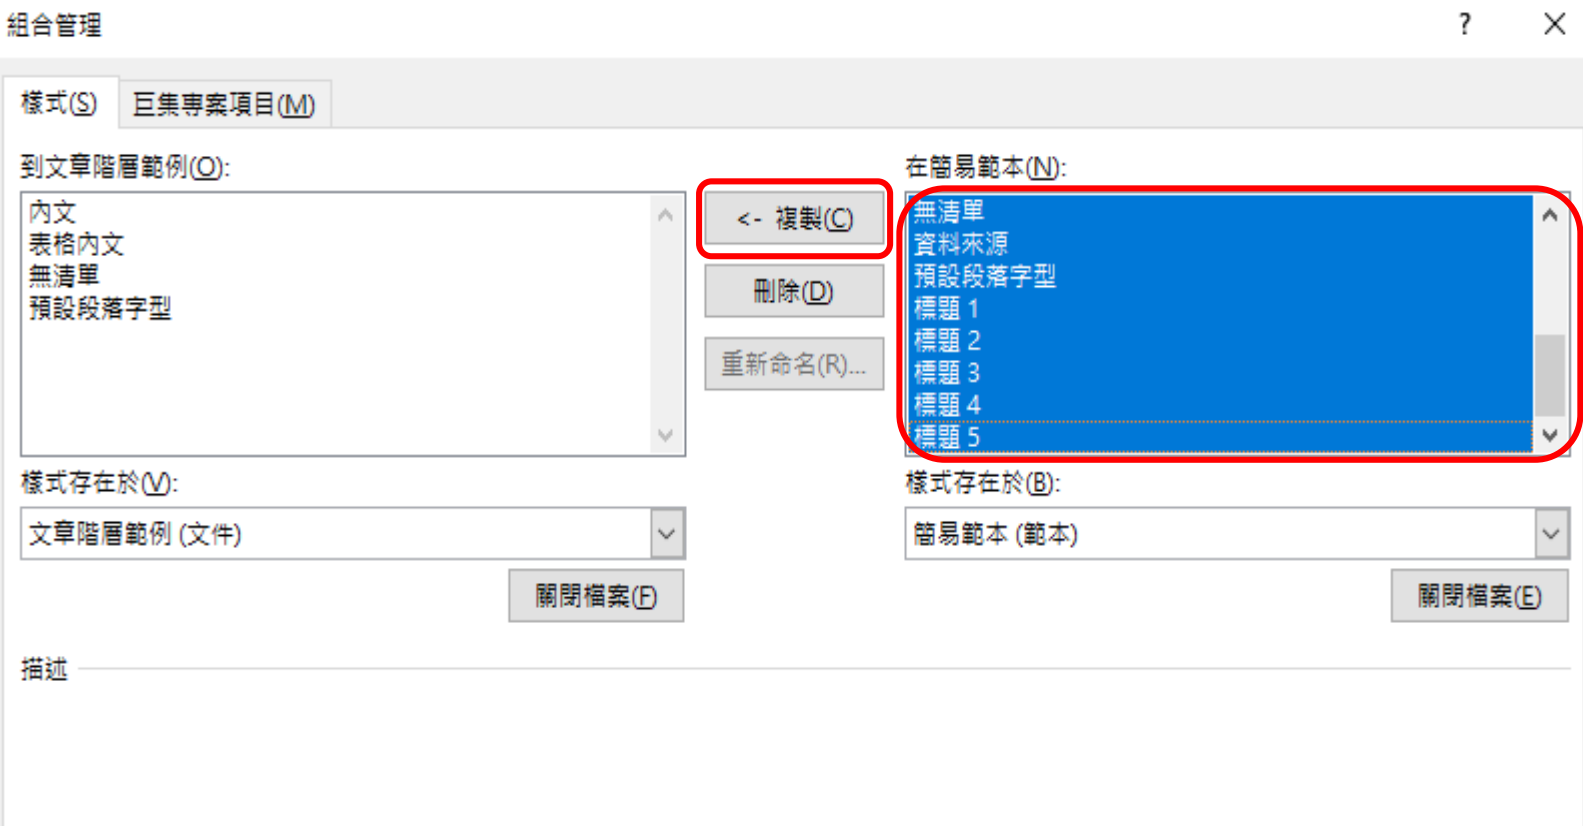 組合管理
?
樣式(S) 巨集專案項目(M)
到文章階層範例(O):
內文
表格內文
無清單
預設段落字型
<- 複製(C)
刪除(D)
重新命名(R)...
在簡易範本(N):
無清單
資料來源
預設段落字型
標題 1
標題 2
標題 3
標題 4
標題 5
樣式存在於(V):
文章階層範例 (文件)
關閉檔案(F)
樣式存在於(B):
簡易範本 (範本)
關閉檔案(E)
描述